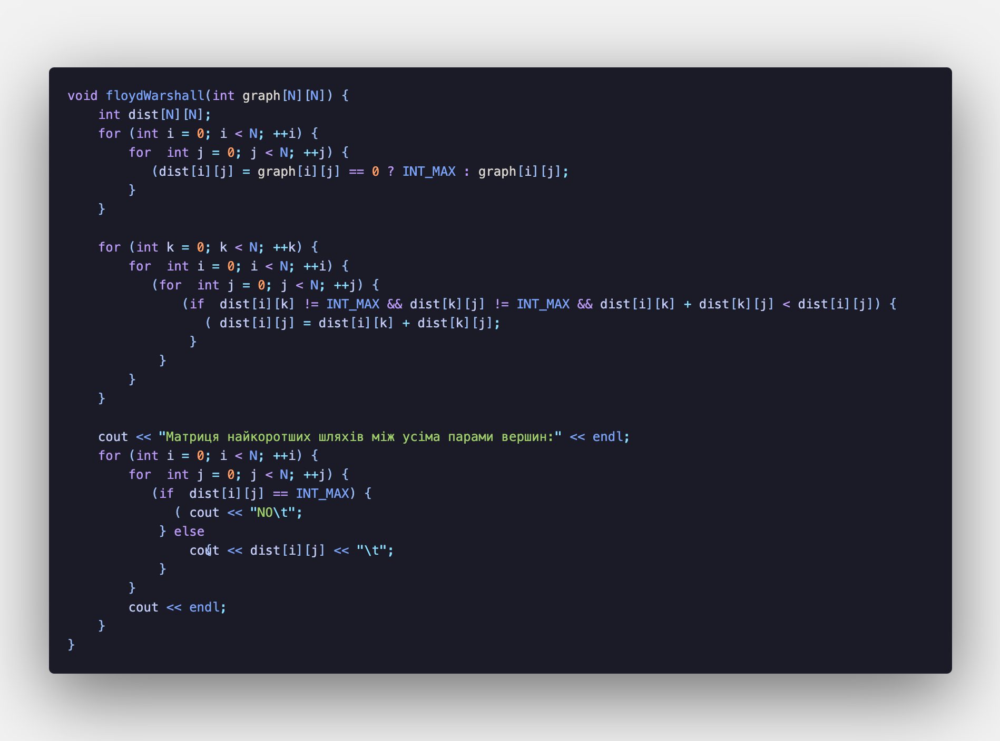 void floydWarshall(int graph[N][N]) {
    int dist[N][N];
    for (int i = 0; i < N; ++i) {
        for  int j = 0; j < N; ++j) {
           (dist[i][j] = graph[i][j] == 0 ? INT_MAX : graph[i][j];
        }
    }
    for (int k = 0; k < N; ++k) {
        for  int i = 0; i < N; ++i) {
           (for  int j = 0; j < N; ++j) {
               (if  dist[i][k] != INT_MAX && dist[k][j] != INT_MAX && dist[i][k] + dist[k][j] < dist[i][j]) {
                  ( dist[i][j] = dist[i][k] + dist[k][j];
                }
            }
        }
    }
    cout << "Матриця найкоротших шляхів між усіма парами вершин:" << endl;
    for (int i = 0; i < N; ++i) {
        for  int j = 0; j < N; ++j) {
           (if  dist[i][j] == INT_MAX) {
              ( cout << "NO\t";
            } else
                cout << dist[i][j] << "\t";
            }
        }
        cout << endl;
    }
}